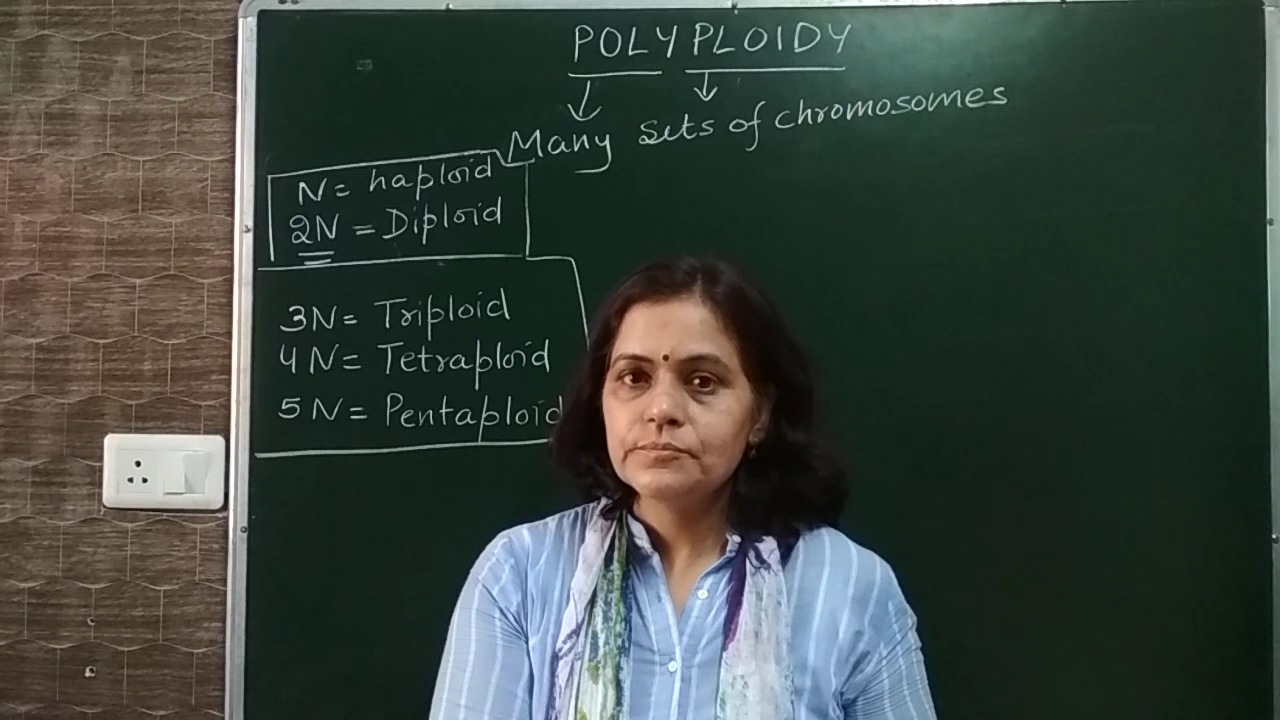 POLYPLOIDY
Many sets of chromosomes
N = haploid
2N = Diploid
3N = Triploid
4N = Tetraploid
5N = Pentaploid